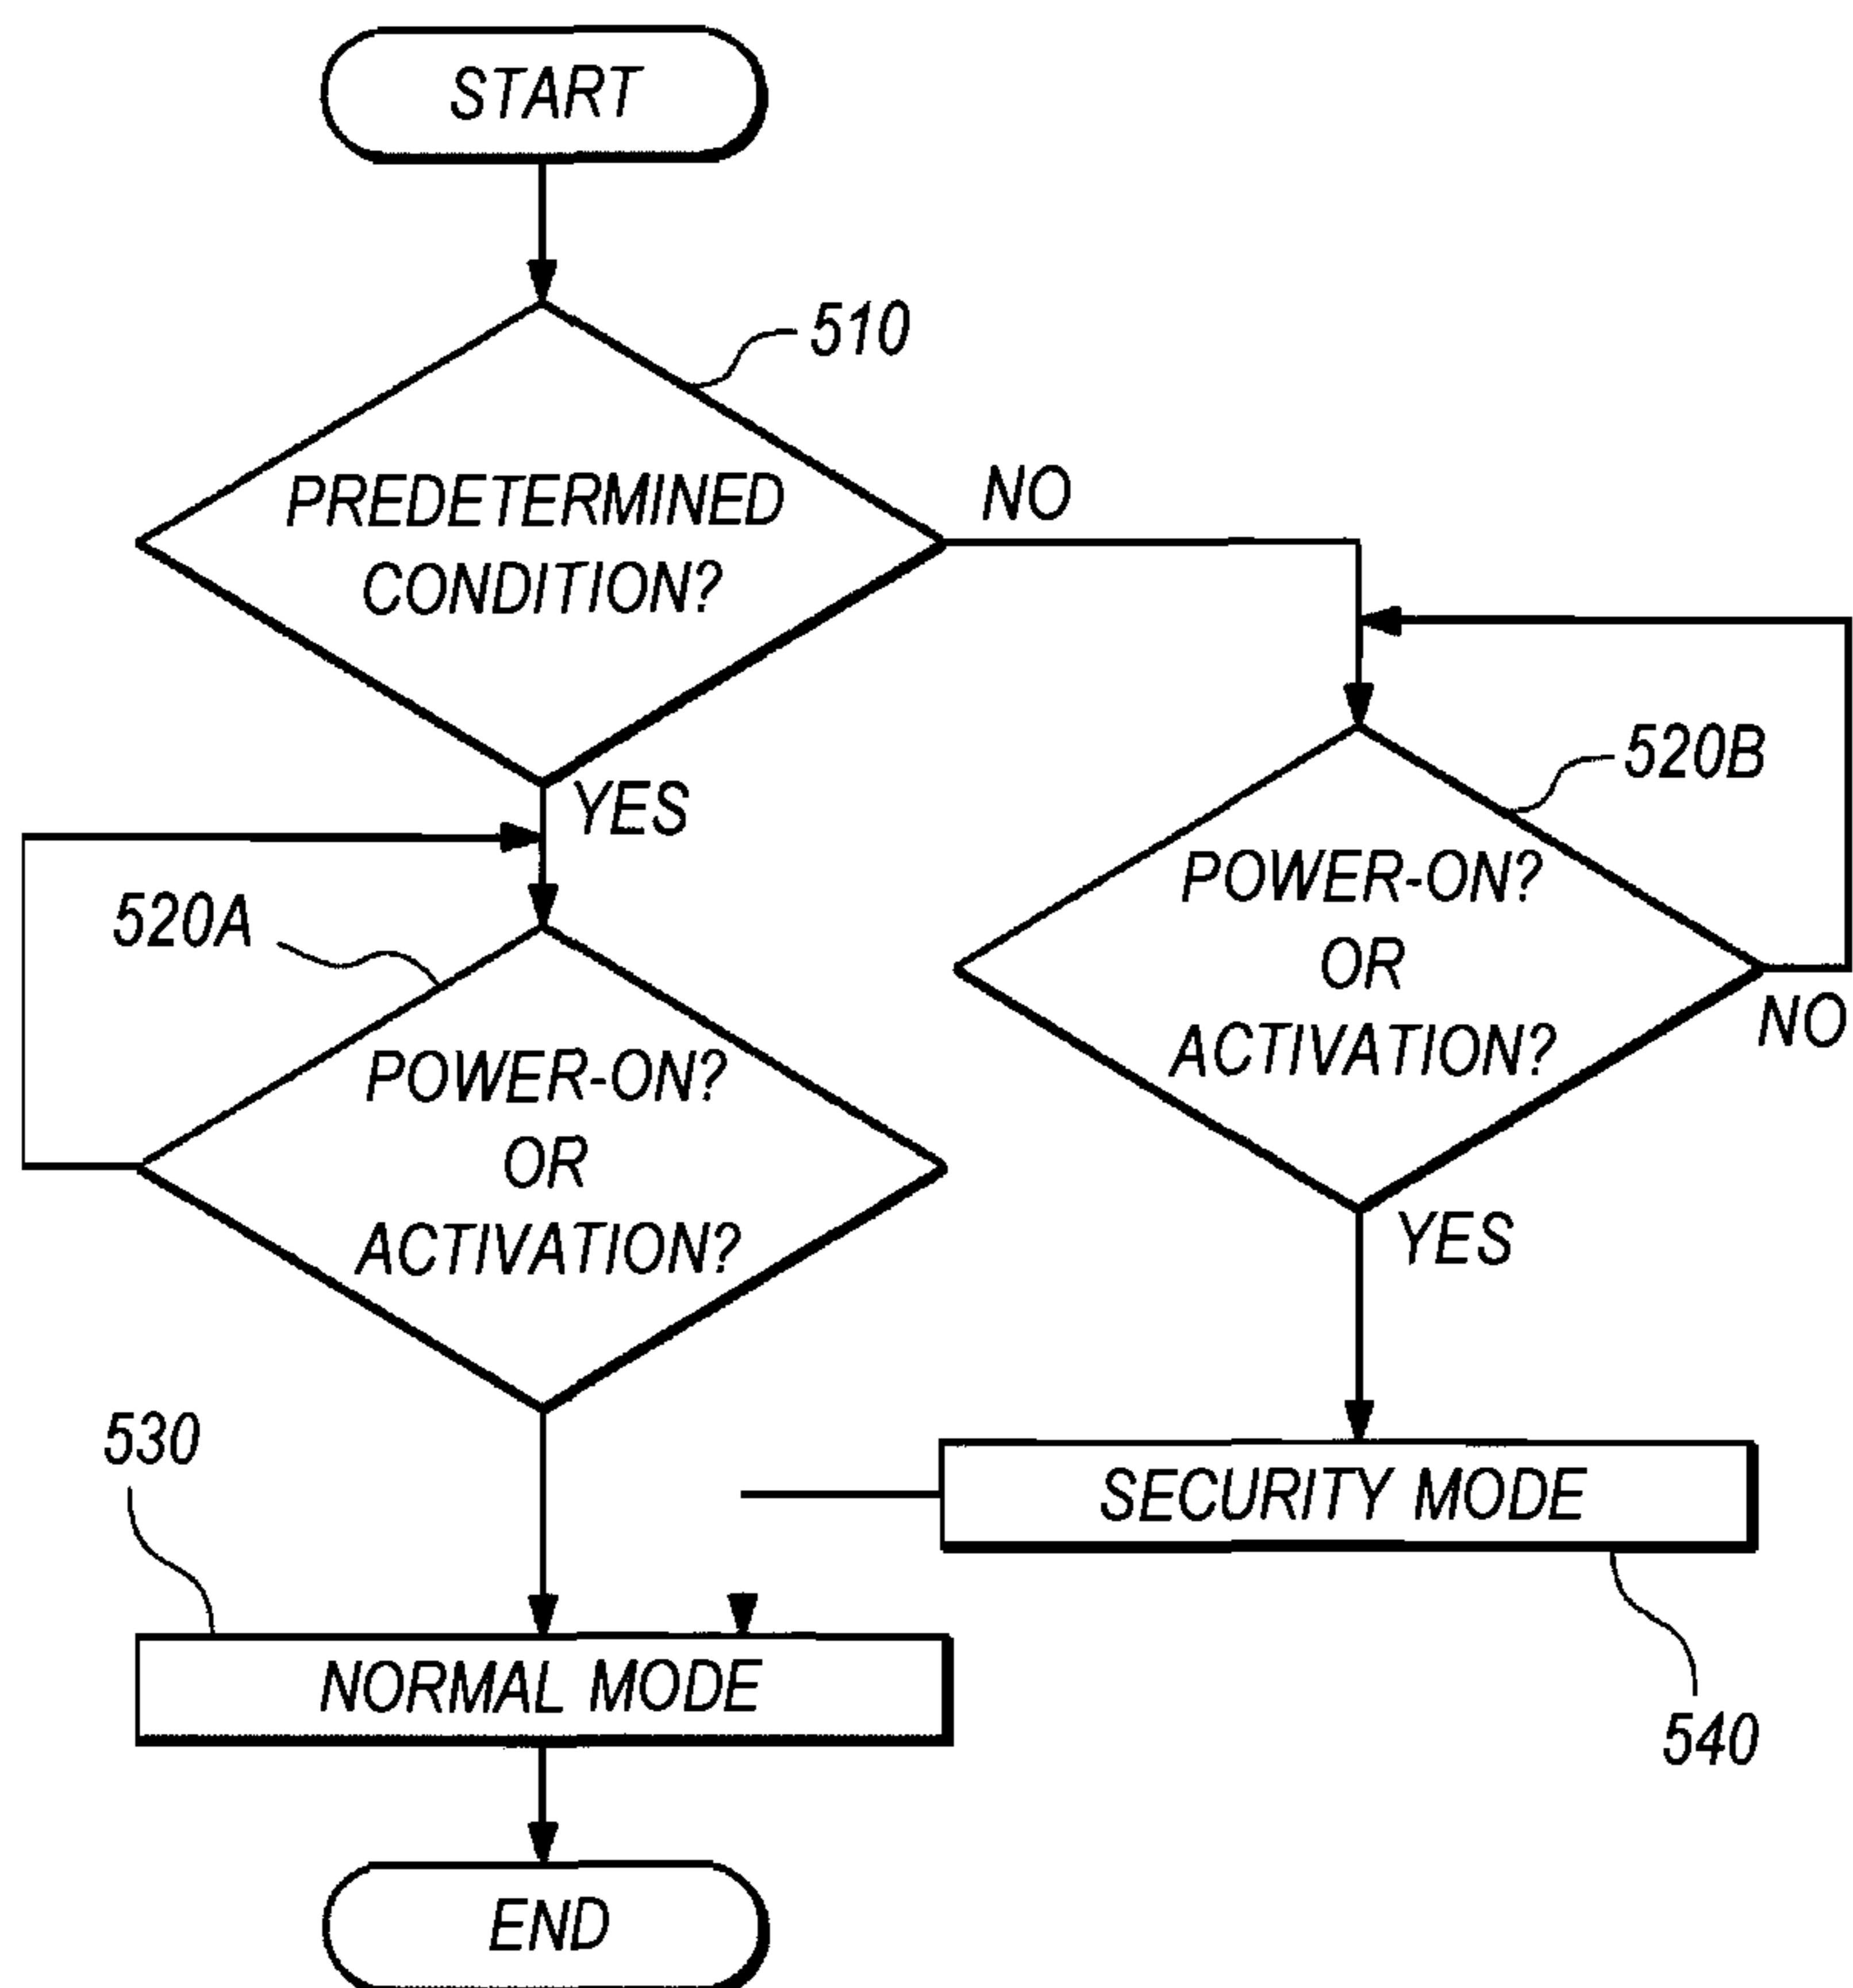 START
510
PREDETERMINED
CONDITION?
NO
YES
520A
POWER-ON?
OR
ACTIVATION?
520B
POWER-ON?
OR
ACTIVATION?
NO
YES
530
SECURITY MODE
NORMAL MODE
540
END